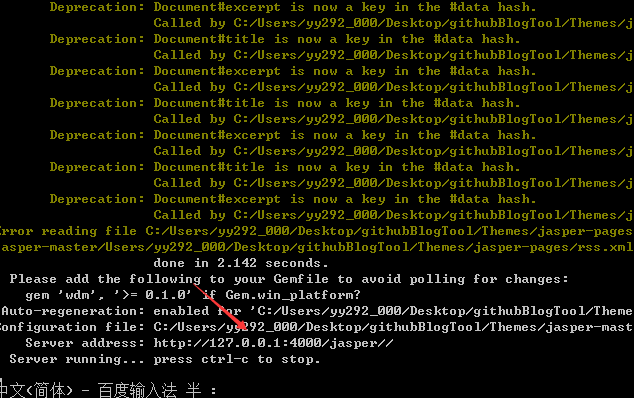 Deprecation: Document#excerpt is now a key in the #data hash.
Called by C:/Users/yy292_000/Desktop/githubBlogTool/Themes/j
Deprecation: Document#title is now a key in the #data hash.
Called by C:/Users/yy292_000/Desktop/githubBlogTool/Themes/j
Deprecation: Document#excerpt is now a key in the #data hash.
Called by C:/Users/yy292_000/Desktop/githubBlogTool/Themes/j
Deprecation: Document#title is now a key in the #data hash.
Called by C:/Users/yy292_000/Desktop/githubBlogTool/Themes/j
Deprecation: Document#excerpt is now a key in the #data hash.
Called by C:/Users/yy292_000/Desktop/githubBlogTool/Themes/j
Deprecation: Document#title is now a key in the #data hash.
Called by C:/Users/yy292_000/Desktop/githubBlogTool/Themes/j
Deprecation: Document#excerpt is now a key in the #data hash.
Called by C:/Users/yy292_000/Desktop/githubBlogTool/Themes/j
Error reading file C:/Users/yy292_000/Desktop/githubBlogTool/Themes/jasper-pages
asper-master/Users/yy292_000/Desktop/githubBlogTool/Themes/jasper-pages/rss.xml
done in 2.142 seconds.
Please add the following to your Gemfile to avoid polling for changes:
gem 'wdm', '>= 0.1.0' if Gem.win_platform?
Auto-regeneration: enabled for 'C:/Users/yy292_000/Desktop/githubBlogTool/Theme
Configuration file: C:/Users/yy292_000/Desktop/githubBlogTool/Themes/jasper-mast
Server address: http://127.0.0.1:4000/jasper//
Server running... press ctrl-c to stop.
中文(简体) - 百度输入法 半 :